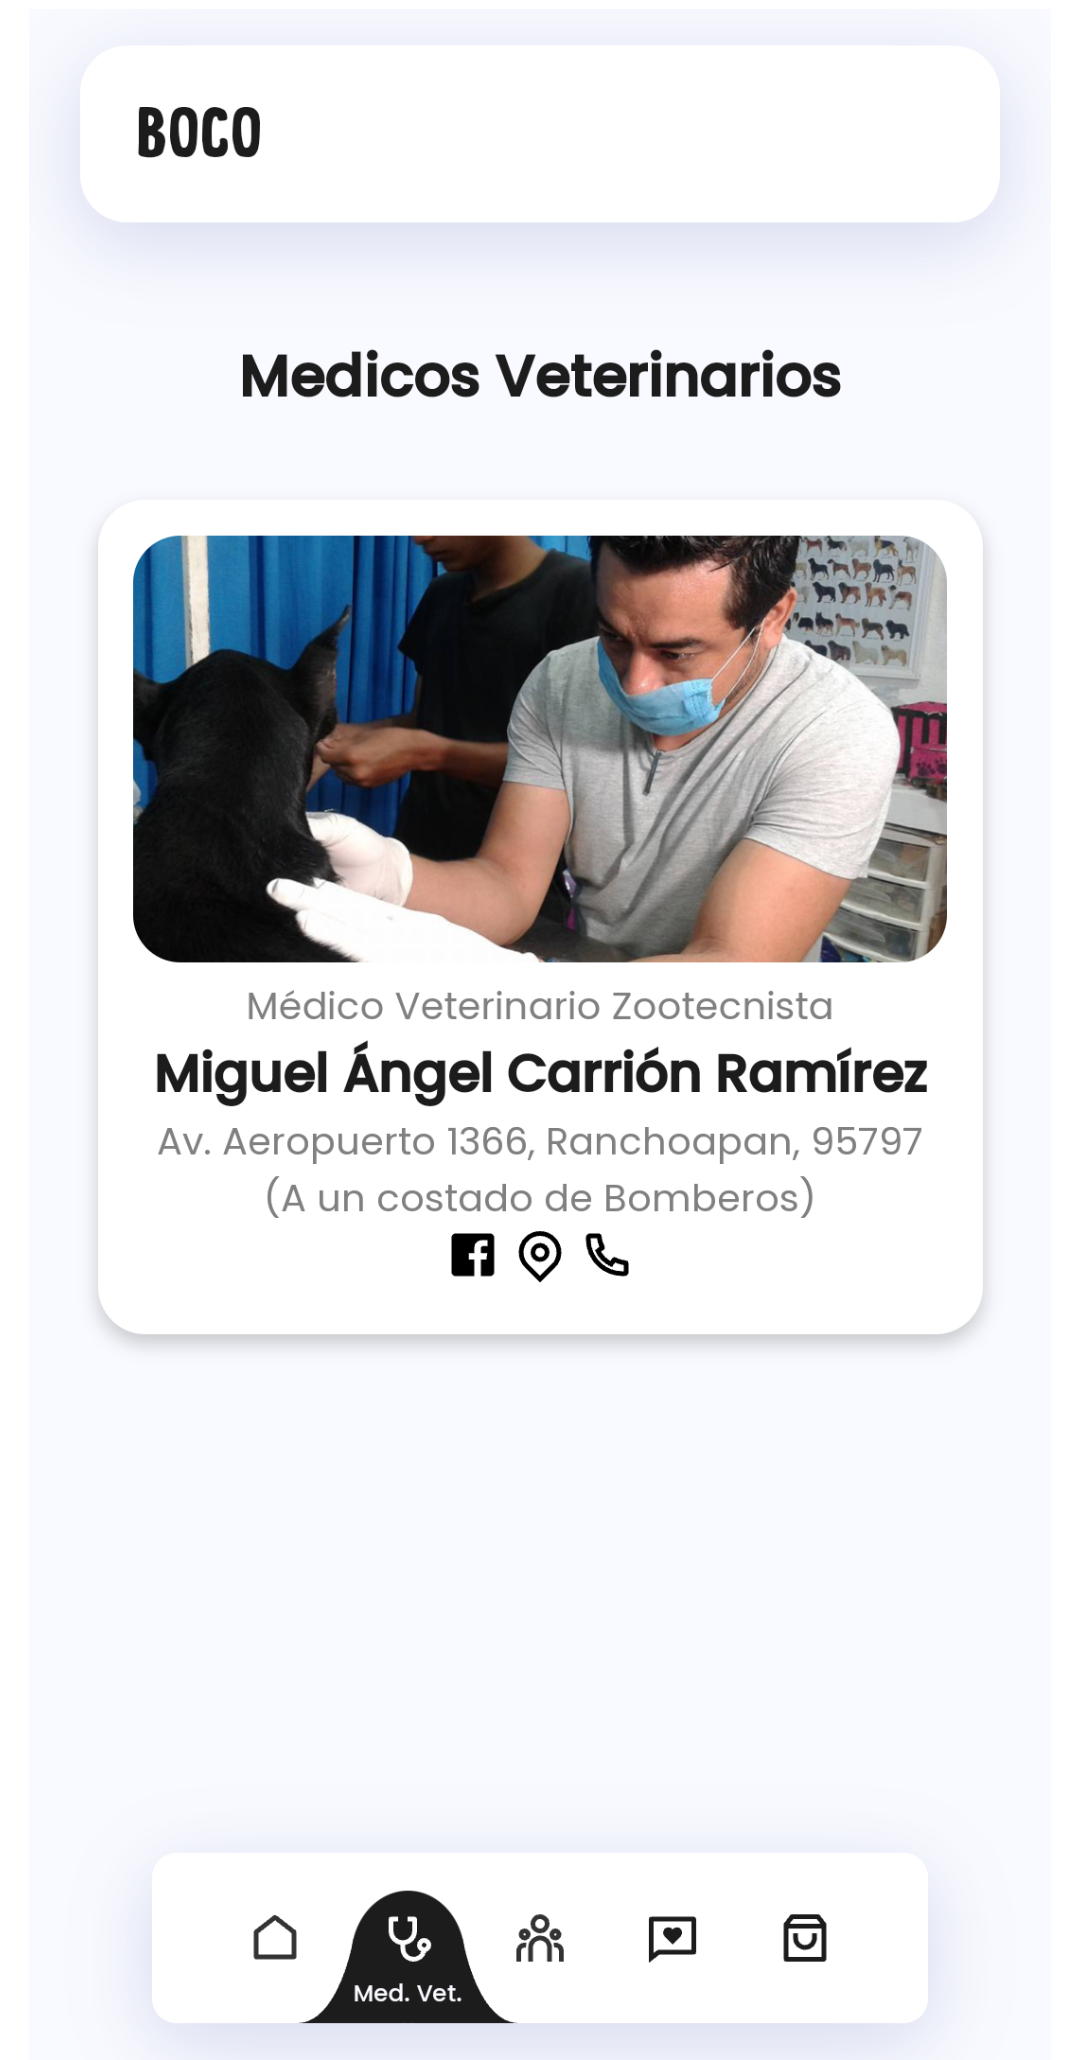 BOCO
Medicos Veterinarios
Médico Veterinario Zootecnista
Miguel Ángel Carrión Ramírez
Av. Aeropuerto 1366, Ranchoapan, 95797
(A un costado de Bomberos)
Med. Vet.